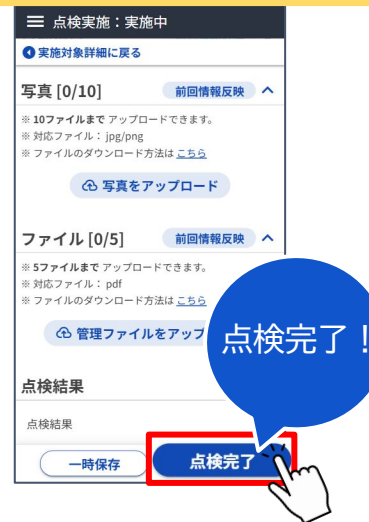 点検実施：実施中
実施対象詳細に戻る
写真 [0/10]
前回情報反映
※ 10ファイルまで アップロードできます。
※ 対応ファイル： jpg/png
※ ファイルのダウンロード方法は こちら
写真をアップロード
ファイル [0/5]
前回情報反映
※ 5ファイルまで アップロードできます。
※ 対応ファイル： pdf
※ ファイルのダウンロード方法は こちら
管理ファイルをアップ
点検完了！
点検結果
点検結果
一時保存
点検完了